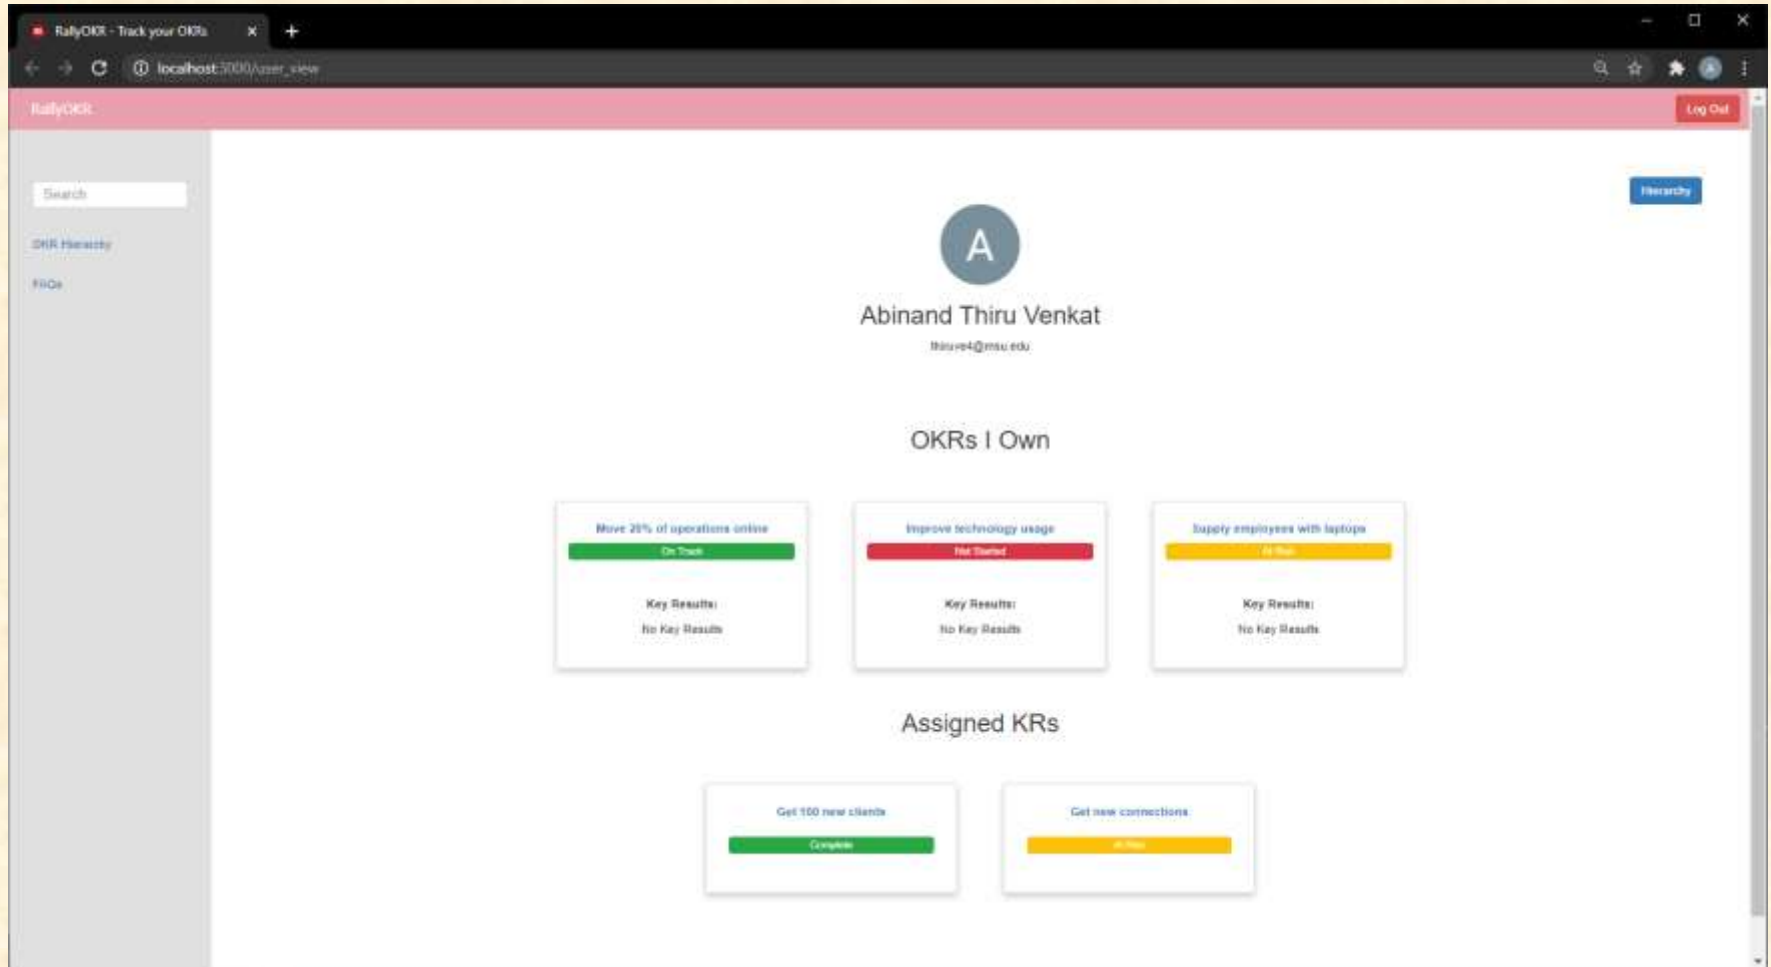 RallyOKR - Track your OKRs
localhost:3000/user_view
RallyOKR
Log Out
Search
Hierarchy
OKR Hierarchy
FAQs
A
Abinand Thiru Venkat
thiruve4@msu.edu
OKRs I Own
Move 20% of operations online
Improve technology usage
Supply employees with laptops
On Track
Not Started
At Risk
Key Results:
Key Results:
Key Results:
No Key Results
No Key Results
No Key Results
Assigned KRs
Get 100 new clients
Get new connections
Complete
At Risk